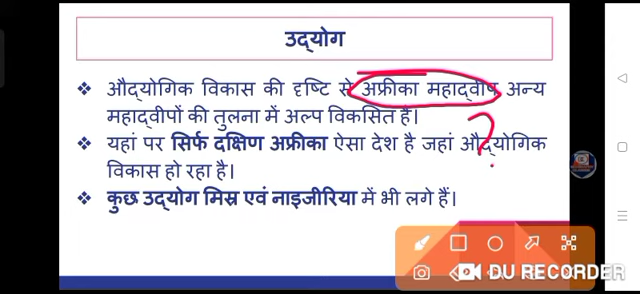 उद्योग
❖ औद्योगिक विकास की दृष्टि से अफ्रीका महाद्वीप अन्य
महाद्वीपों की तुलना में अल्प विकसित है।
❖ यहां पर सिर्फ दक्षिण अफ्रीका ऐसा देश है जहां औद्योगिक
विकास हो रहा है।
❖ कुछ उद्योग मिस्र एवं नाइजीरिया में भी लगे हैं।
?
DU RECORDER